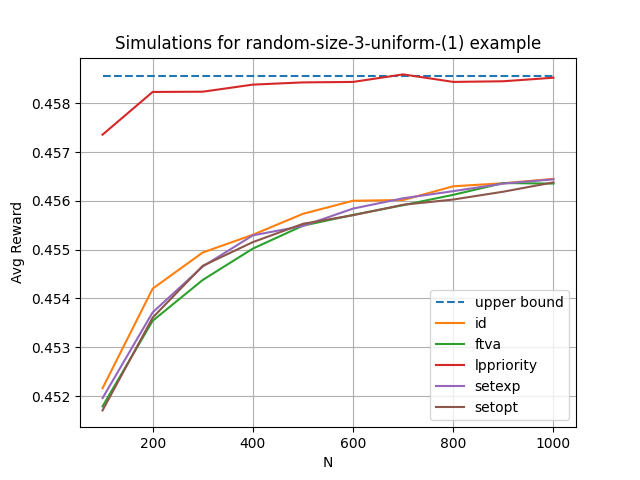 Simulations for random-size-3-uniform-(1) example
0.458
0.457
0.456
0.455
0.454
0.453
0.452
Avg Reward
200
400
600
800
1000
N
upper bound
id
ftva
lppriority
setexp
setopt